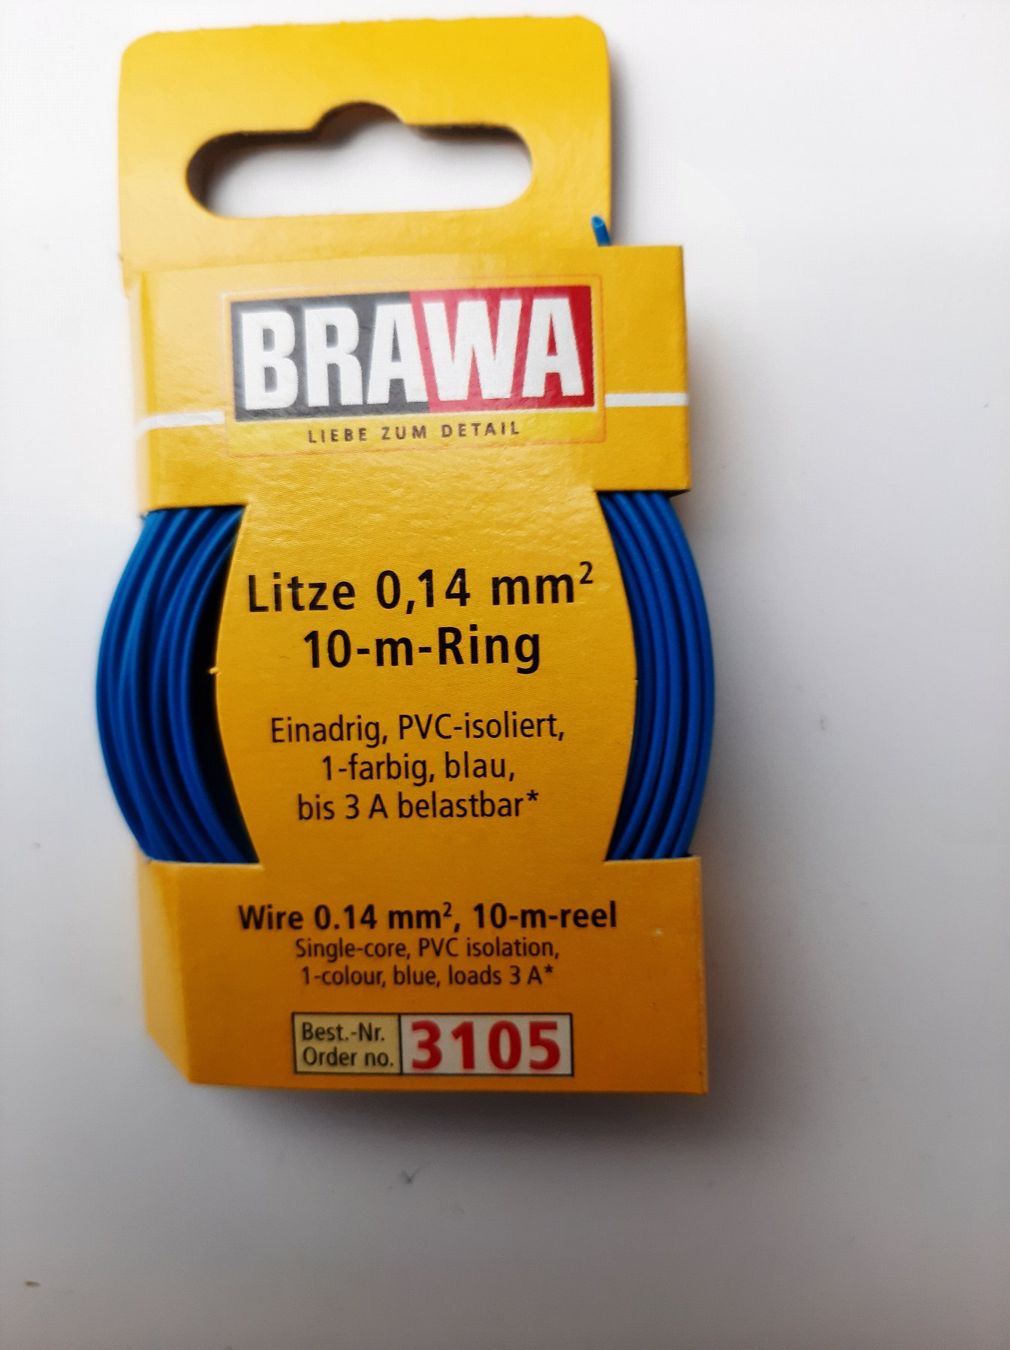 BRAWA
LIEBE ZUM DETAIL
Litze 0,14 mm²
10-m-Ring
Einadrig, PVC-isoliert,
1-farbig, blau,
bis 3 A belastbar*
Wire 0.14 mm², 10-m-reel
Single-core, PVC isolation,
1-colour, blue, loads 3 A*
Best.-Nr.
Order no. 3105